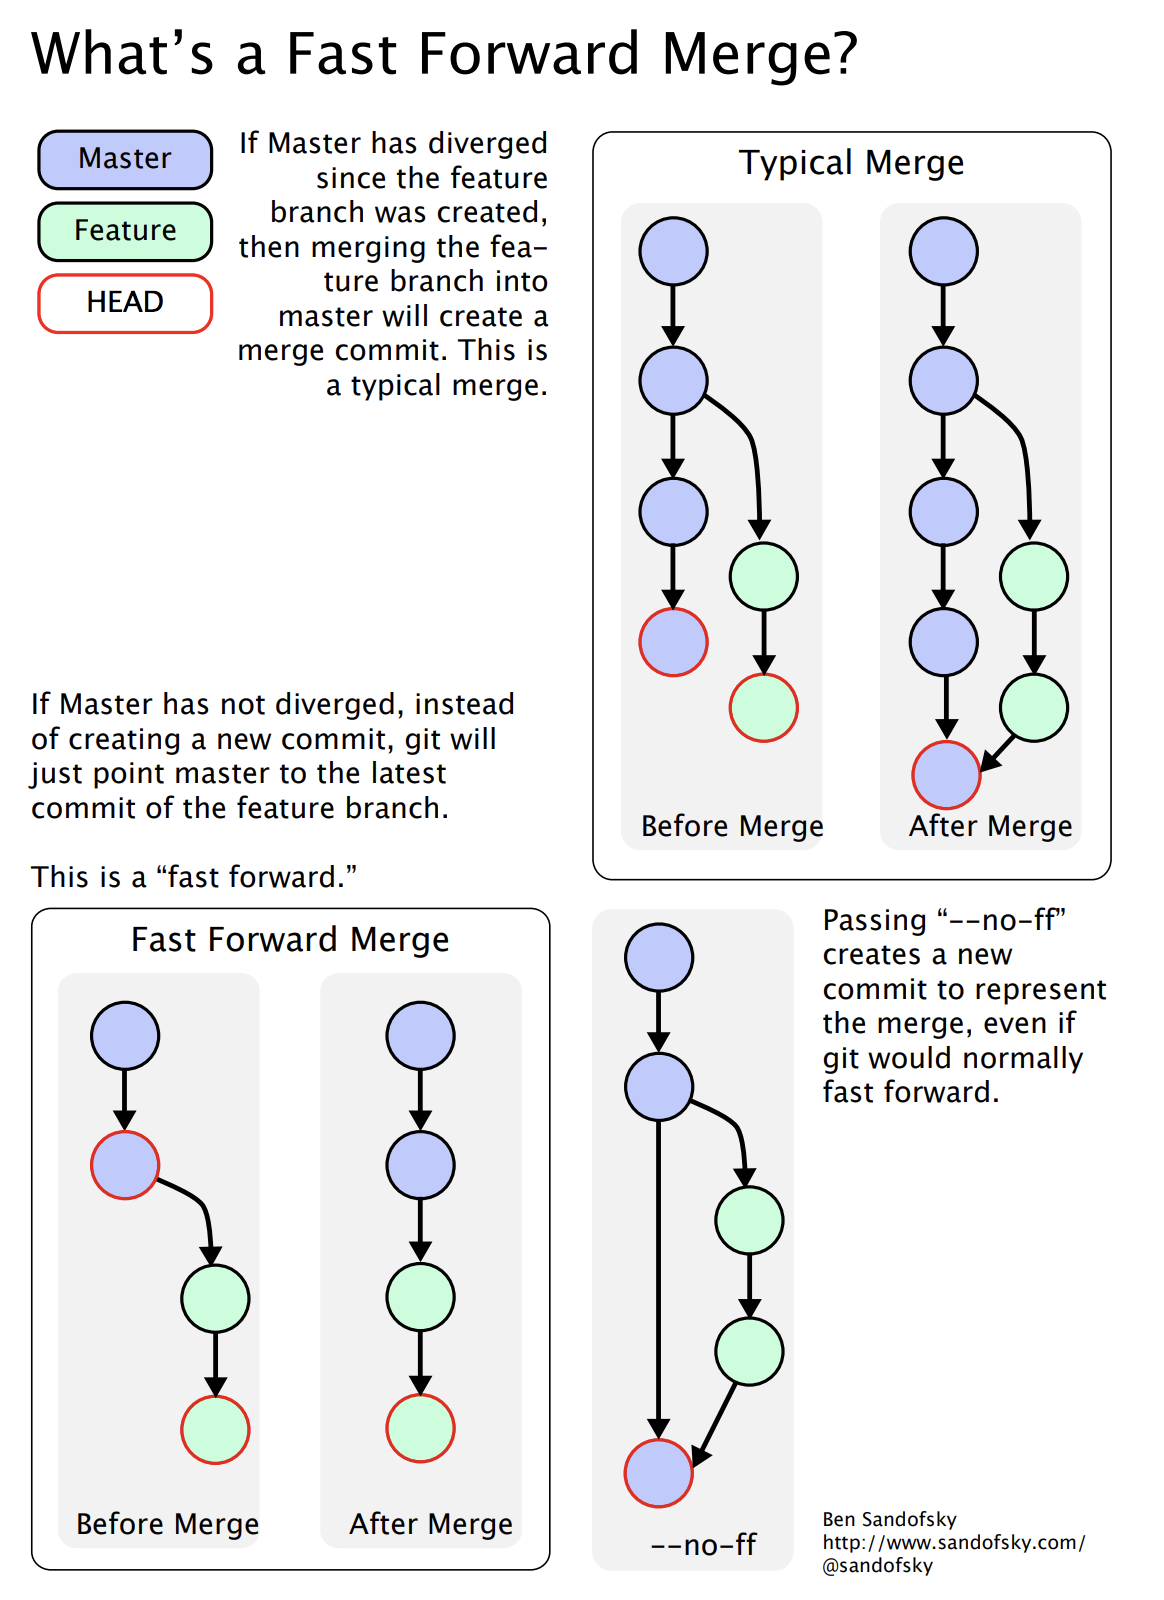 What’s a Fast Forward Merge?
Master
Feature
HEAD
If Master has diverged
since the feature
branch was created,
then merging the fea-
ture branch into
master will create a
merge commit. This is
a typical merge.
Typical Merge
Before Merge
After Merge
If Master has not diverged, instead
of creating a new commit, git will
just point master to the latest
commit of the feature branch.
This is a “fast forward.”
Fast Forward Merge
Before Merge
After Merge
--no-ff
Passing “--no-ff”
creates a new
commit to represent
the merge, even if
git would normally
fast forward.
Ben Sandofsky
http://www.sandofsky.com/
@sandofsky